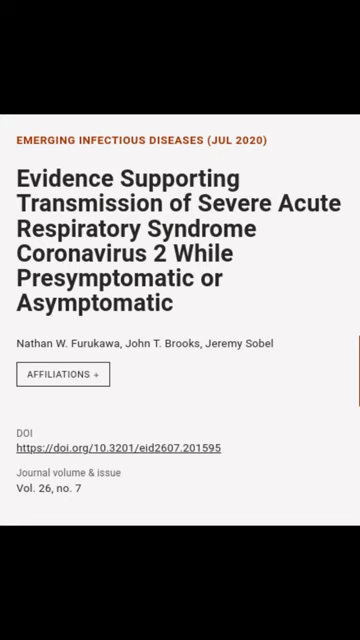 EMERGING INFECTIOUS DISEASES (JUL 2020)
Evidence Supporting
Transmission of Severe Acute
Respiratory Syndrome
Coronavirus 2 While
Presymptomatic or
Asymptomatic
Nathan W. Furukawa, John T. Brooks, Jeremy Sobel
AFFILIATIONS +
DOI
https://doi.org/10.3201/eid2607.201595
Journal volume & issue
Vol. 26, no. 7